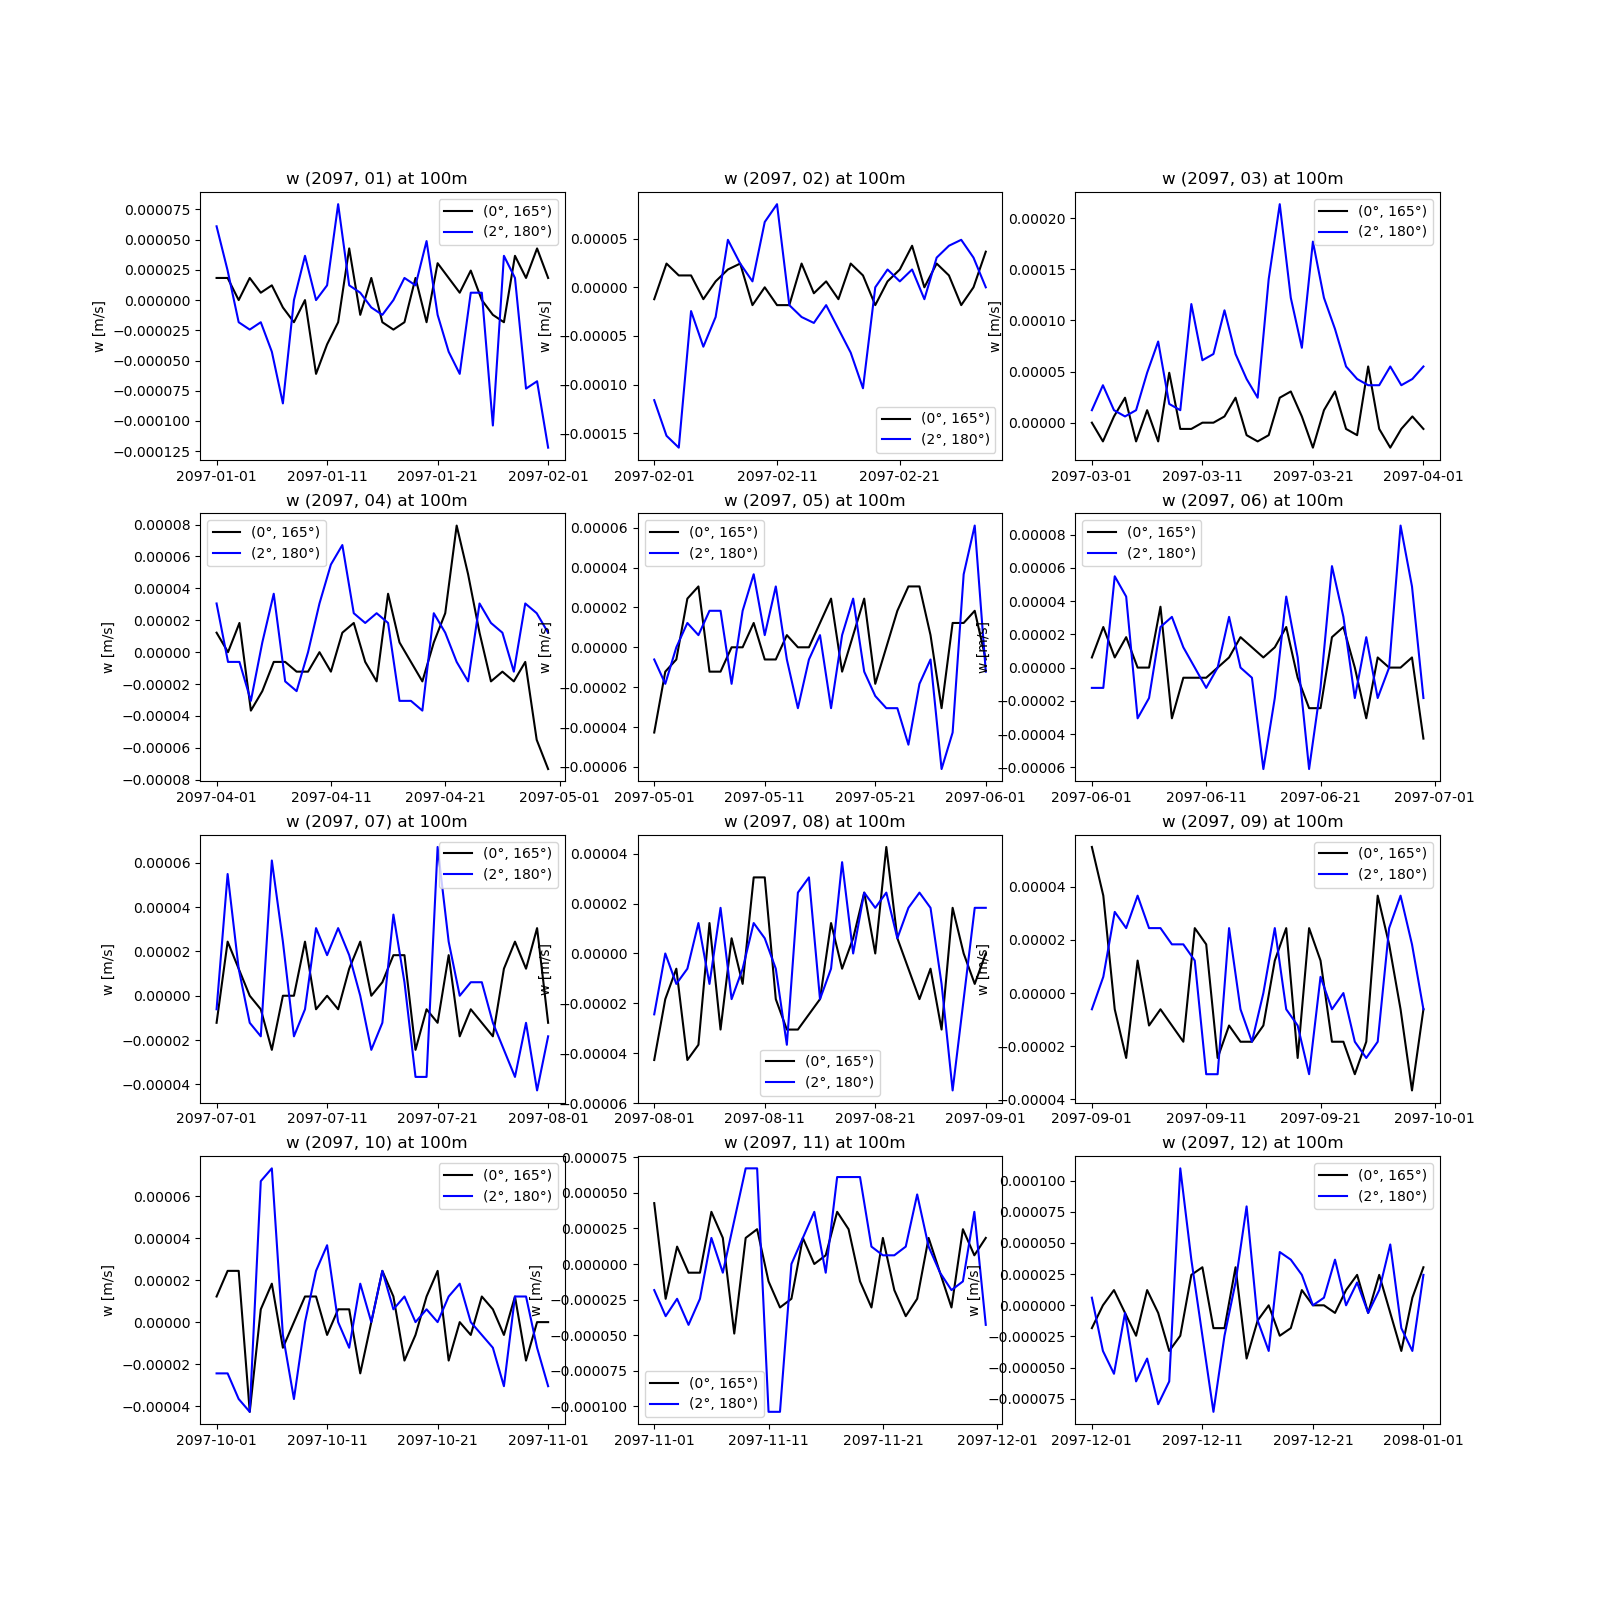 w (2097, 01) at 100m
w [m/s]
0.000075
0.000050
0.000025
0.000000
−0.000025
−0.000050
−0.000075
−0.000100
−0.000125
(0°, 165°)
(2°, 180°)
2097-01-01 2097-01-11 2097-01-21 2097-02-01
w (2097, 02) at 100m
w [m/s]
0.00005
0.00000
−0.00005
−0.00010
−0.00015
(0°, 165°)
(2°, 180°)
2097-02-01 2097-02-11 2097-02-21
w (2097, 03) at 100m
w [m/s]
0.00020
0.00015
0.00010
0.00005
0.00000
(0°, 165°)
(2°, 180°)
2097-03-01 2097-03-11 2097-03-21 2097-04-01
w (2097, 04) at 100m
w [m/s]
0.00008
0.00006
0.00004
0.00002
0.00000
−0.00002
−0.00004
−0.00006
−0.00008
(0°, 165°)
(2°, 180°)
2097-04-01 2097-04-11 2097-04-21 2097-05-01
w (2097, 05) at 100m
w [m/s]
0.00006
0.00004
0.00002
0.00000
−0.00002
−0.00004
−0.00006
(0°, 165°)
(2°, 180°)
2097-05-01 2097-05-11 2097-05-21 2097-06-01
w (2097, 06) at 100m
w [m/s]
0.00008
0.00006
0.00004
0.00002
0.00000
−0.00002
−0.00004
−0.00006
(0°, 165°)
(2°, 180°)
2097-06-01 2097-06-11 2097-06-21 2097-07-01
w (2097, 07) at 100m
w [m/s]
0.00006
0.00004
0.00002
0.00000
−0.00002
−0.00004
(0°, 165°)
(2°, 180°)
2097-07-01 2097-07-11 2097-07-21 2097-08-01
w (2097, 08) at 100m
w [m/s]
0.00004
0.00002
0.00000
−0.00002
−0.00004
−0.00006
(0°, 165°)
(2°, 180°)
2097-08-01 2097-08-11 2097-08-21 2097-09-01
w (2097, 09) at 100m
w [m/s]
0.00004
0.00002
0.00000
−0.00002
−0.00004
(0°, 165°)
(2°, 180°)
2097-09-01 2097-09-11 2097-09-21 2097-10-01
w (2097, 10) at 100m
w [m/s]
0.00006
0.00004
0.00002
0.00000
−0.00002
−0.00004
(0°, 165°)
(2°, 180°)
2097-10-01 2097-10-11 2097-10-21 2097-11-01
w (2097, 11) at 100m
w [m/s]
0.000075
0.000050
0.000025
0.000000
−0.000025
−0.000050
−0.000075
−0.000100
(0°, 165°)
(2°, 180°)
2097-11-01 2097-11-11 2097-11-21 2097-12-01
w (2097, 12) at 100m
w [m/s]
0.000100
0.000075
0.000050
0.000025
0.000000
−0.000025
−0.000050
−0.000075
(0°, 165°)
(2°, 180°)
2097-12-01 2097-12-11 2097-12-21 2098-01-01